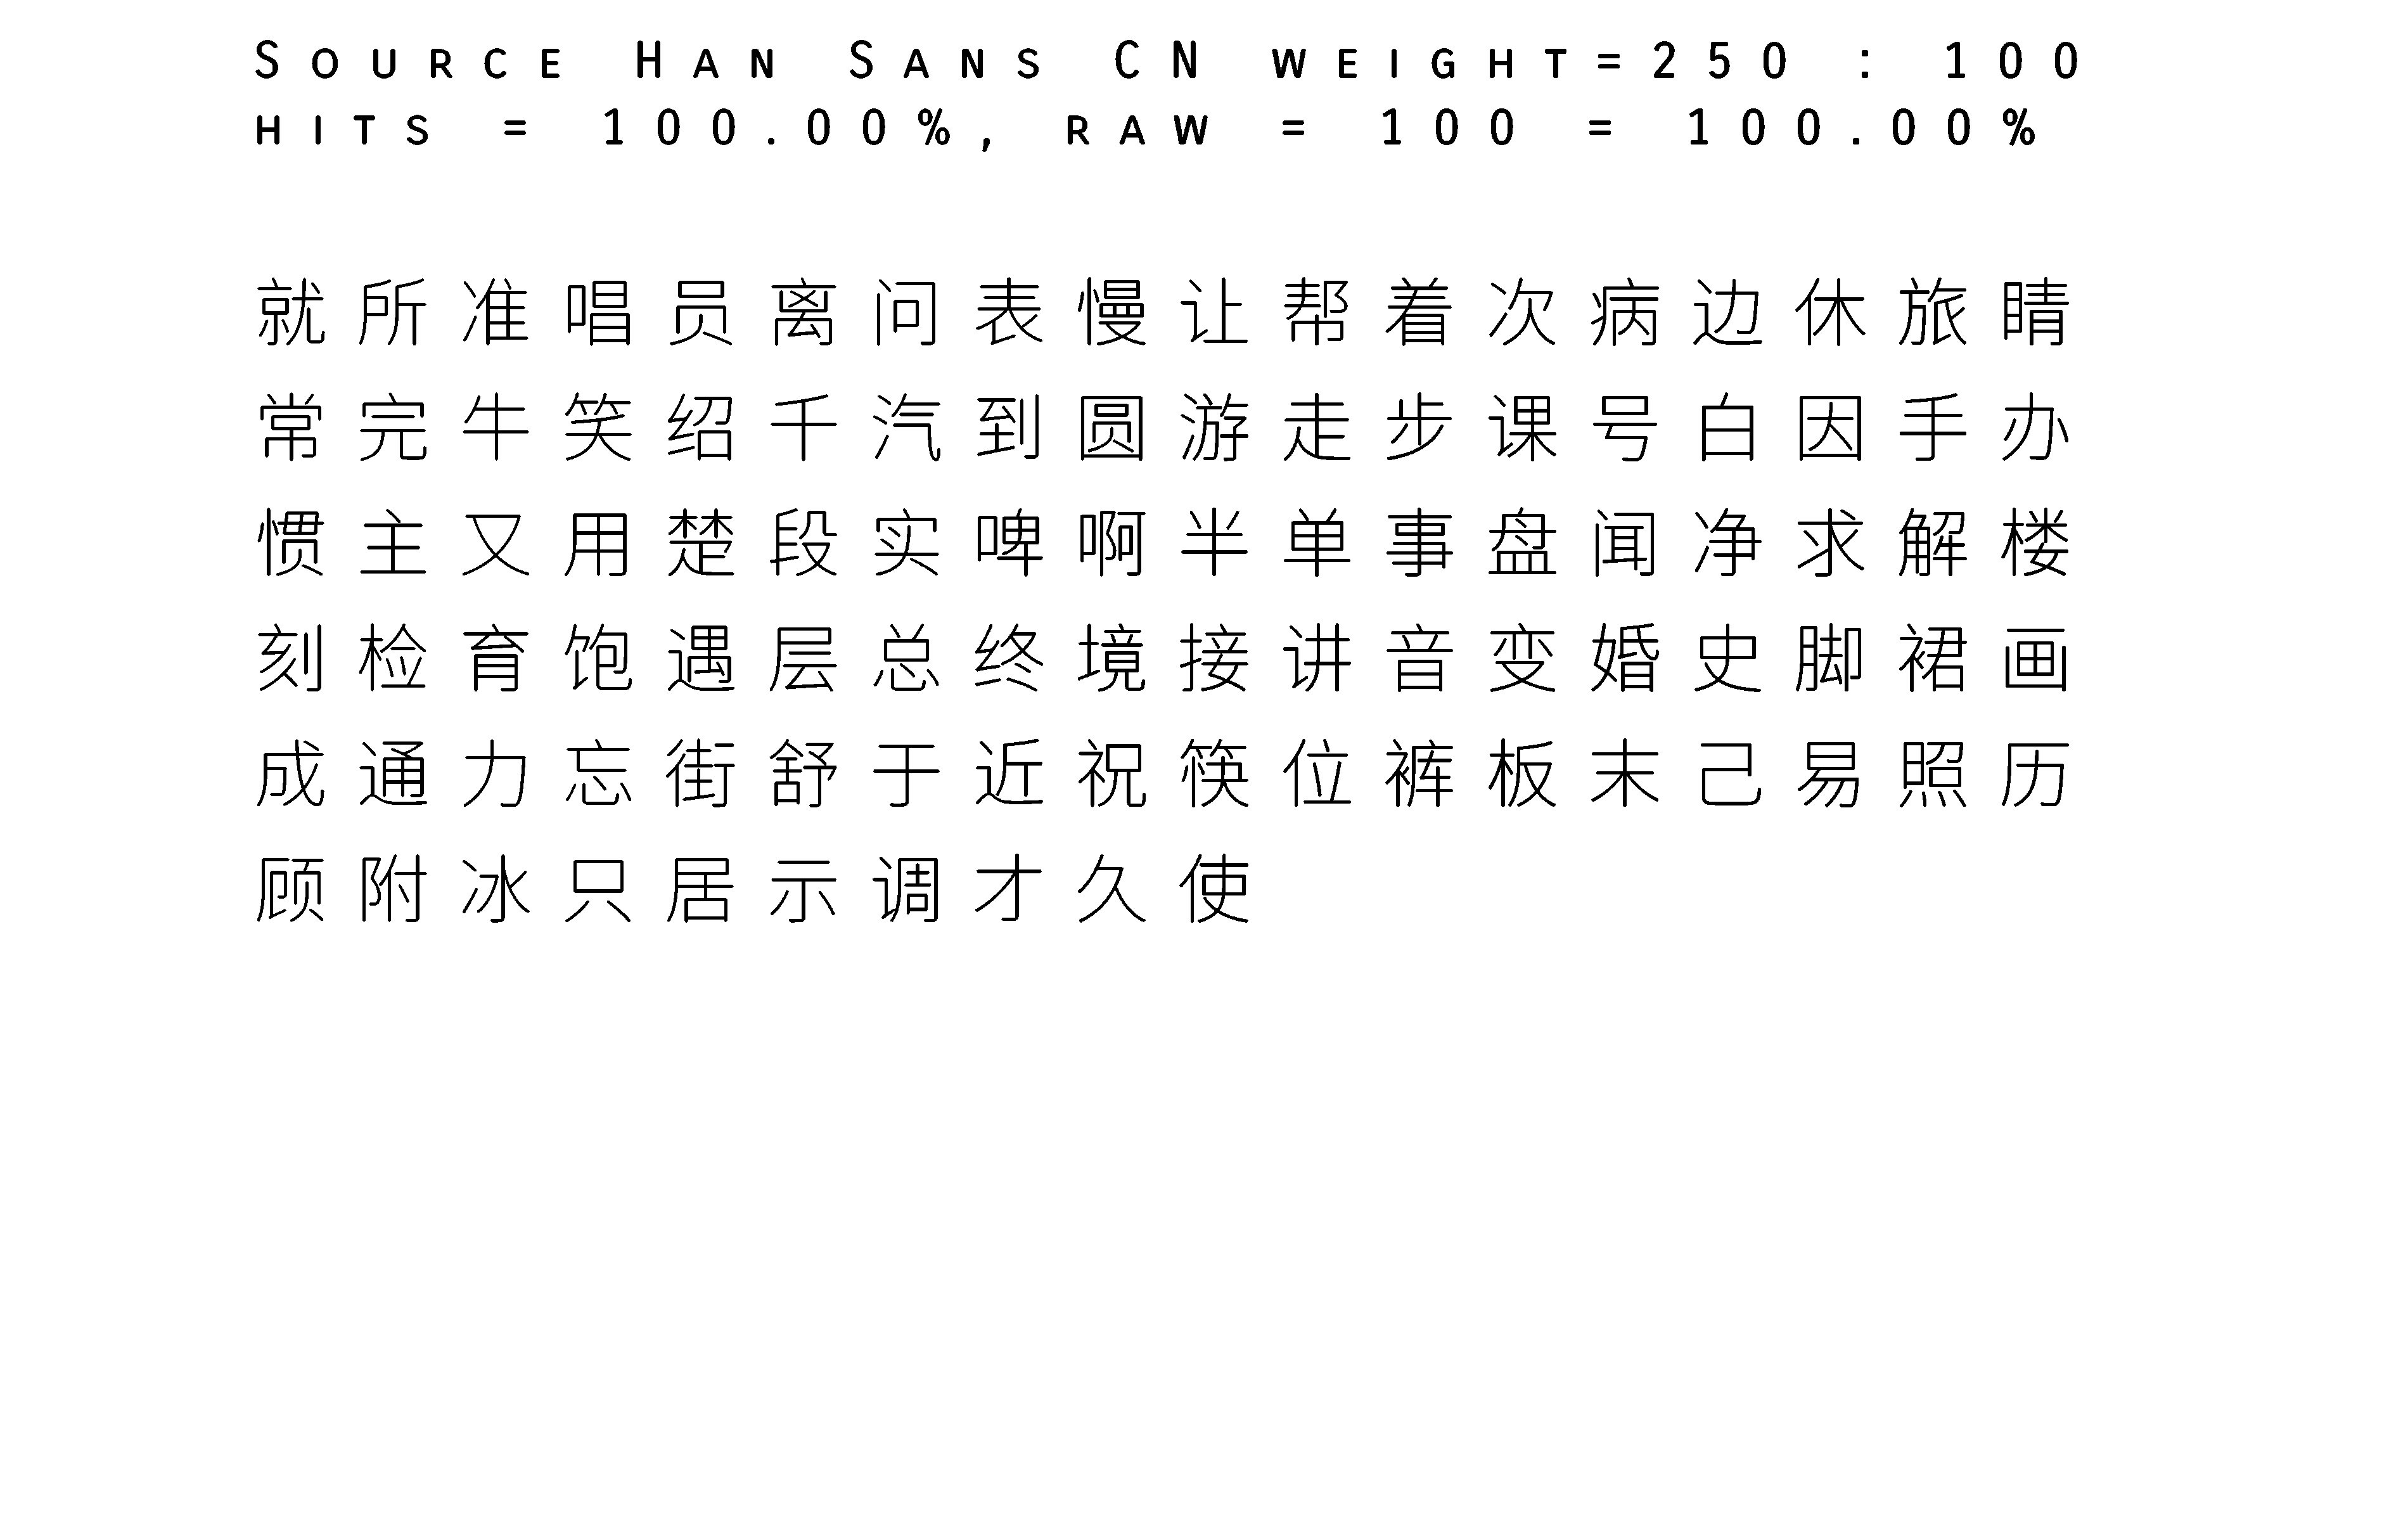 Source Han Sans CN weight=250 : 100
hits = 100.00%, raw = 100 = 100.00%
就所准唱员离问表慢让帮着次病边休旅睛
常完牛笑绍千汽到圆游走步课号白因手办
惯主又用楚段实啤啊半单事盘闻净求解楼
刻检育饱遇层总终境接讲音变婚史脚裙画
成通力忘街舒于近祝筷位裤板末己易照历
顾附冰只居示调才久使